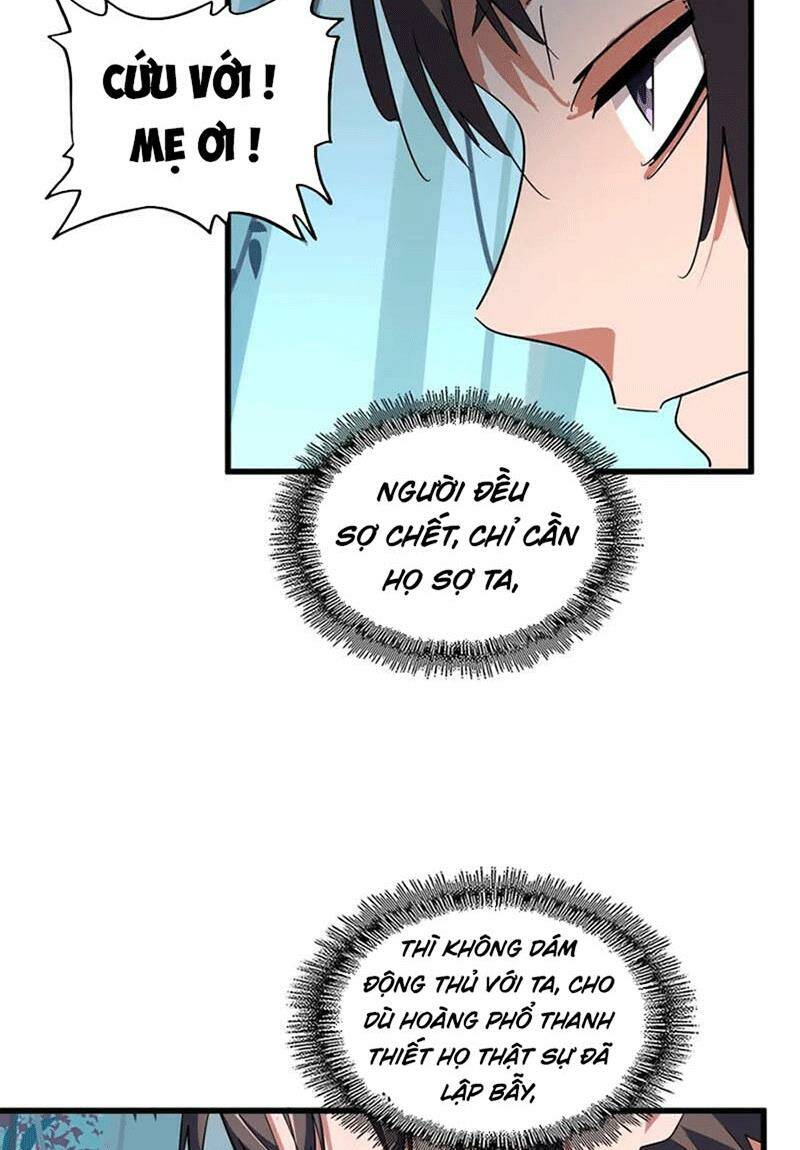 CỨU VỚI !
MẸ ƠI !
NGƯỜI ĐỀU
SỢ CHẾT, CHỈ CẦN
HỌ SỢ TA,
THÌ KHÔNG DÁM
ĐỘNG THỦ VỚI TA, CHO
DÙ HOÀNG PHỔ THANH
THIẾT HỌ THẬT SỰ ĐÃ
LẬP BẪY,